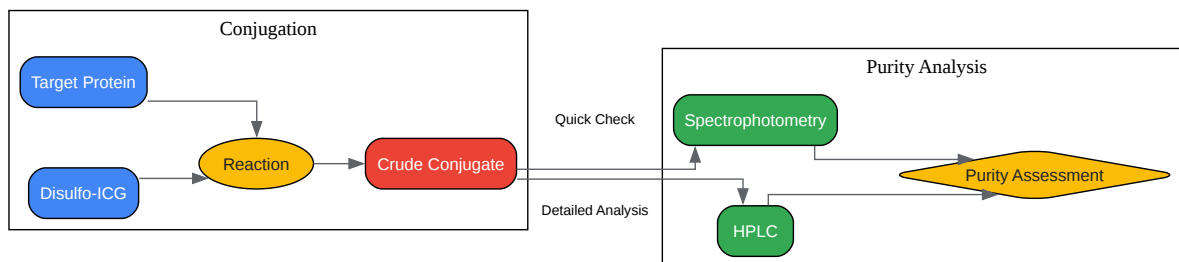 Conjugation
Target Protein
Disulfo-ICG
Reaction
Crude Conjugate
Quick Check
Detailed Analysis
Purity Analysis
Spectrophotometry
HPLC
Purity Assessment